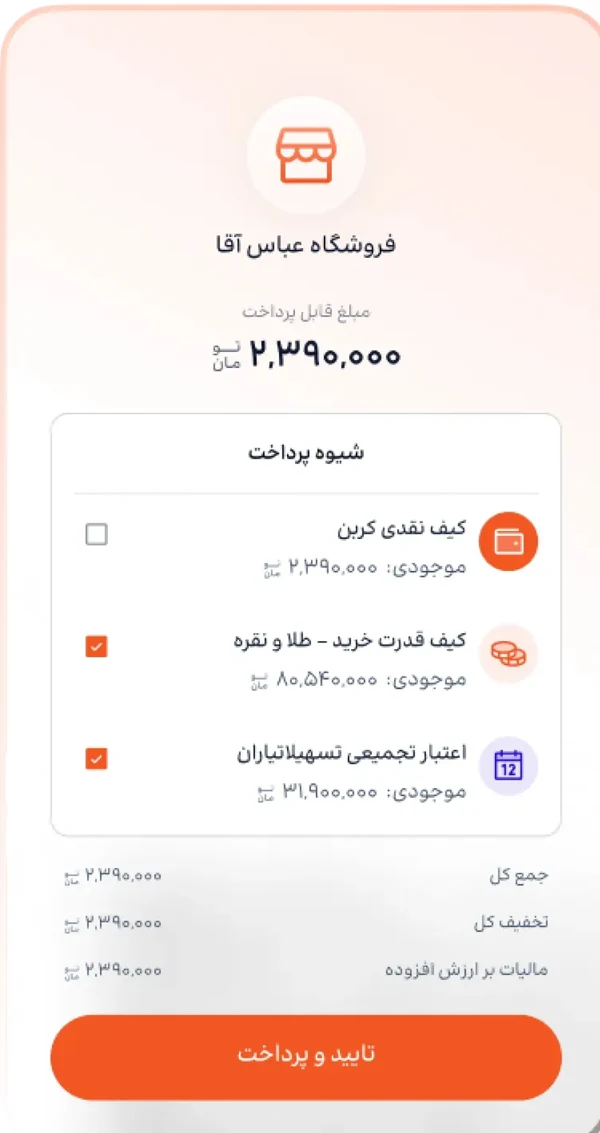 فروشگاه عباس آقا
مبلغ قابل پرداخت
۲,۳۹۰,۰۰۰ تومان
شیوه پرداخت
کیف نقدی کربن
موجودی: ۲,۳۹۰,۰۰۰ تومان
کیف قدرت خرید – طلا و نقره
موجودی: ۸۰,۵۴۰,۰۰۰ تومان
اعتبار تجمیعی تسهیلاتیاران
12
موجودی: ۳۱,۹۰۰,۰۰۰ تومان
جمع کل ۲,۳۹۰,۰۰۰ تومان
تخفیف کل ۲,۳۹۰,۰۰۰ تومان
مالیات بر ارزش افزوده ۲,۳۹۰,۰۰۰ تومان
تایید و پرداخت